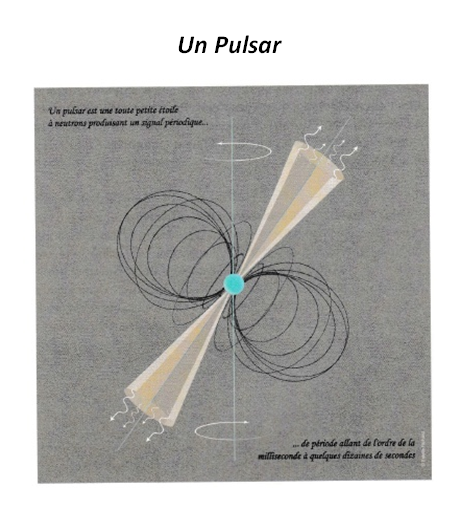 Un Pulsar
Un pulsar est une toute petite étoile
à neutrons produisant un signal périodique...
... de période allant de l'ordre de la
milliseconde à quelques dizaines de secondes